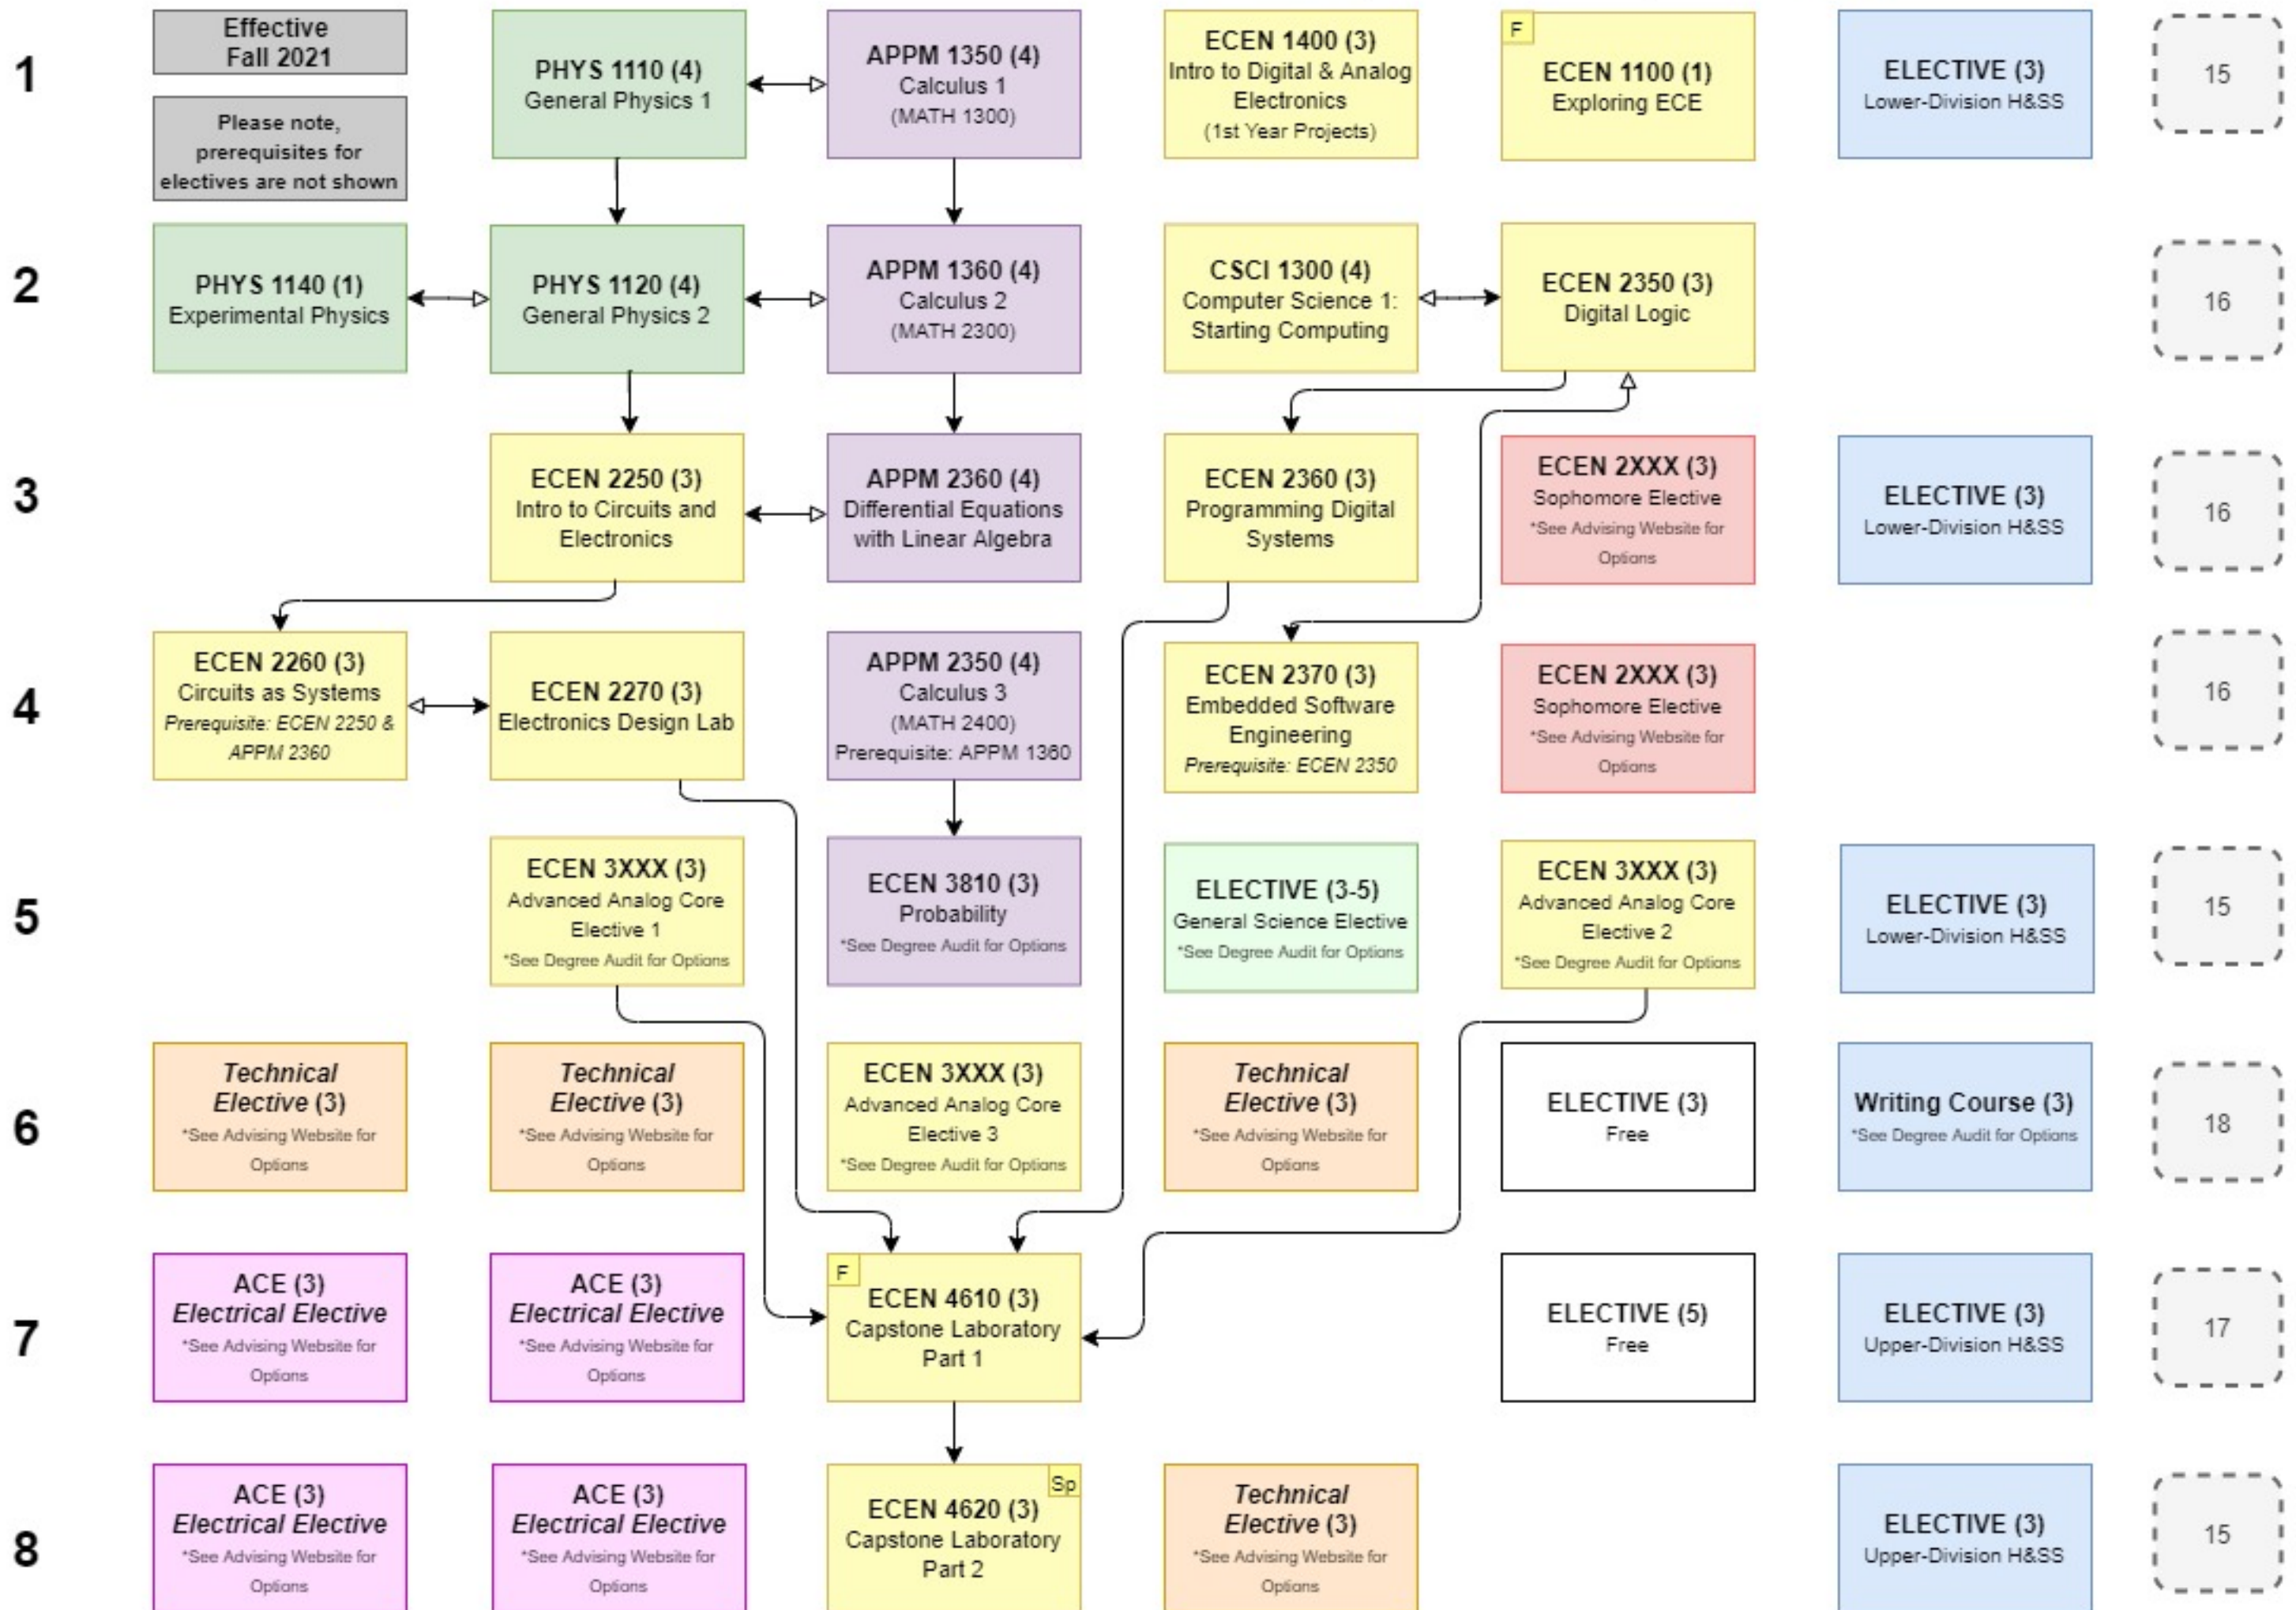 1
Effective
Fall 2021
Please note,
prerequisites for
electives are not shown
PHYS 1110 (4)
General Physics 1
APPM 1350 (4)
Calculus 1
(MATH 1300)
ECEN 1400 (3)
Intro to Digital & Analog
Electronics
(1st Year Projects)
F
ECEN 1100 (1)
Exploring ECE
ELECTIVE (3)
Lower-Division H&SS
15
2
PHYS 1140 (1)
Experimental Physics
PHYS 1120 (4)
General Physics 2
APPM 1360 (4)
Calculus 2
(MATH 2300)
CSCI 1300 (4)
Computer Science 1:
Starting Computing
ECEN 2350 (3)
Digital Logic
16
3
ECEN 2250 (3)
Intro to Circuits and
Electronics
APPM 2360 (4)
Differential Equations
with Linear Algebra
ECEN 2360 (3)
Programming Digital
Systems
ECEN 2XXX (3)
Sophomore Elective
*See Advising Website for
Options
ELECTIVE (3)
Lower-Division H&SS
16
4
ECEN 2260 (3)
Circuits as Systems
Prerequisite: ECEN 2250 &
APPM 2360
ECEN 2270 (3)
Electronics Design Lab
APPM 2350 (4)
Calculus 3
(MATH 2400)
Prerequisite: APPM 1360
ECEN 2370 (3)
Embedded Software
Engineering
Prerequisite: ECEN 2350
ECEN 2XXX (3)
Sophomore Elective
*See Advising Website for
Options
16
5
ECEN 3XXX (3)
Advanced Analog Core
Elective 1
*See Degree Audit for Options
ECEN 3810 (3)
Probability
*See Degree Audit for Options
ELECTIVE (3-5)
General Science Elective
*See Degree Audit for Options
ECEN 3XXX (3)
Advanced Analog Core
Elective 2
*See Degree Audit for Options
ELECTIVE (3)
Lower-Division H&SS
15
6
Technical
Elective (3)
*See Advising Website for
Options
Technical
Elective (3)
*See Advising Website for
Options
ECEN 3XXX (3)
Advanced Analog Core
Elective 3
*See Degree Audit for Options
Technical
Elective (3)
*See Advising Website for
Options
ELECTIVE (3)
Free
Writing Course (3)
*See Degree Audit for Options
18
7
ACE (3)
Electrical Elective
*See Advising Website for
Options
ACE (3)
Electrical Elective
*See Advising Website for
Options
F
ECEN 4610 (3)
Capstone Laboratory
Part 1
ELECTIVE (5)
Free
ELECTIVE (3)
Upper-Division H&SS
17
8
ACE (3)
Electrical Elective
*See Advising Website for
Options
ACE (3)
Electrical Elective
*See Advising Website for
Options
Sp
ECEN 4620 (3)
Capstone Laboratory
Part 2
Technical
Elective (3)
*See Advising Website for
Options
ELECTIVE (3)
Upper-Division H&SS
15